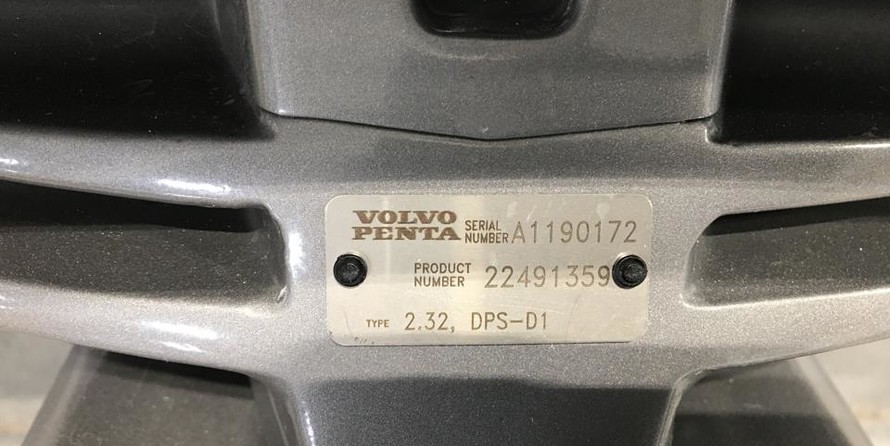 VOLVO PENTA SERIAL NUMBER A1190172
PRODUCT NUMBER 22491359
TYPE 2.32, DPS-D1